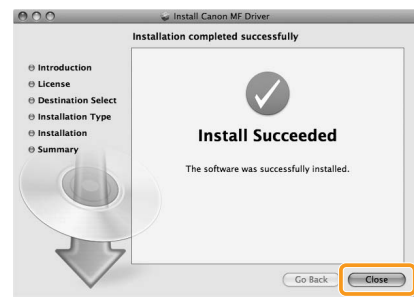 Install Canon MF Driver
Installation completed successfully
Introduction
License
Destination Select
Installation Type
Installation
Summary
Install Succeeded
The software was successfully installed.
Go Back
Close